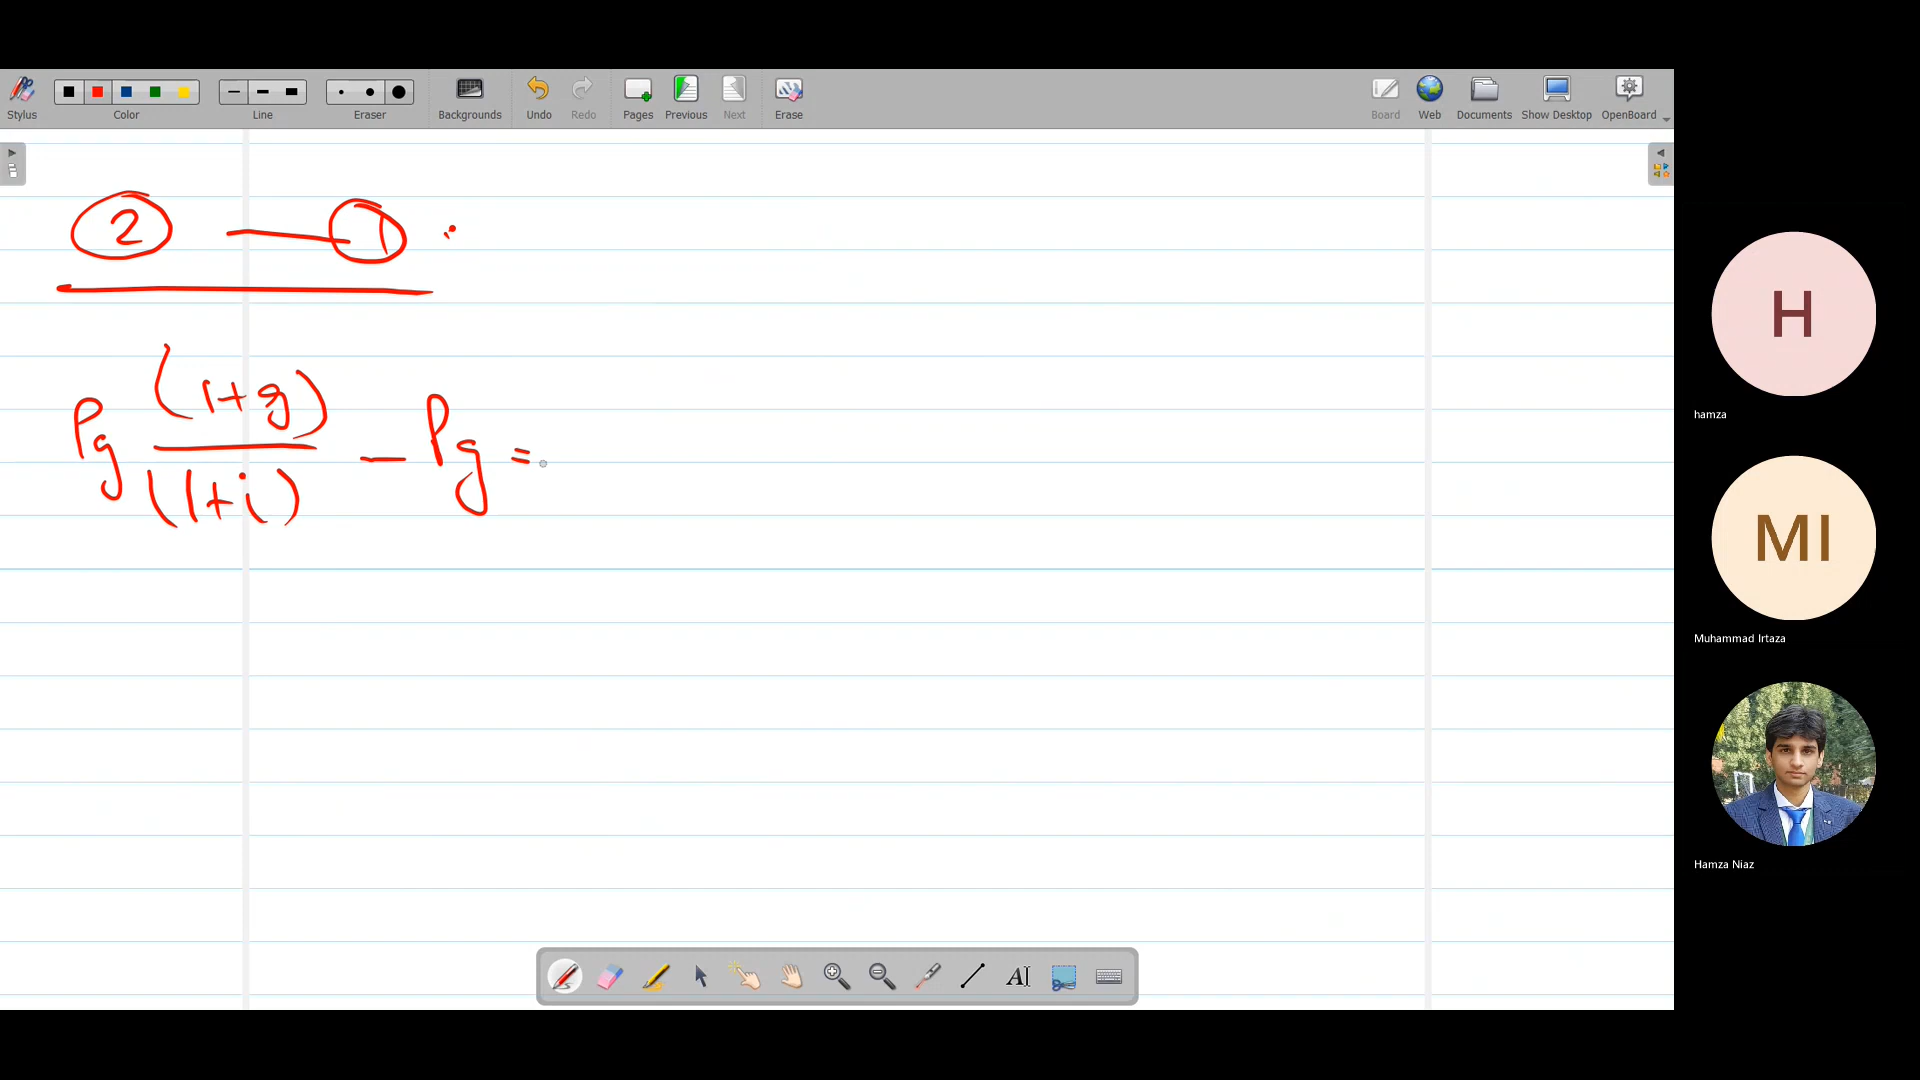 Stylus Color Line Eraser Backgrounds Undo Redo Pages Previous Next Erase Board Web Documents Show Desktop OpenBoard
② — ① .
Pg (1+g)/(1+i) — Pg =
H
hamza
MI
Muhammad Irtaza
Hamza Niaz
AI